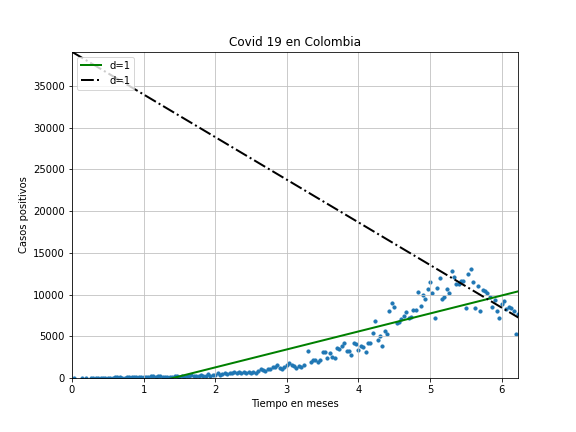 Covid 19 en Colombia
d=1
d=1
Casos positivos
35000
30000
25000
20000
15000
10000
5000
0
0 1 2 3 4 5 6
Tiempo en meses